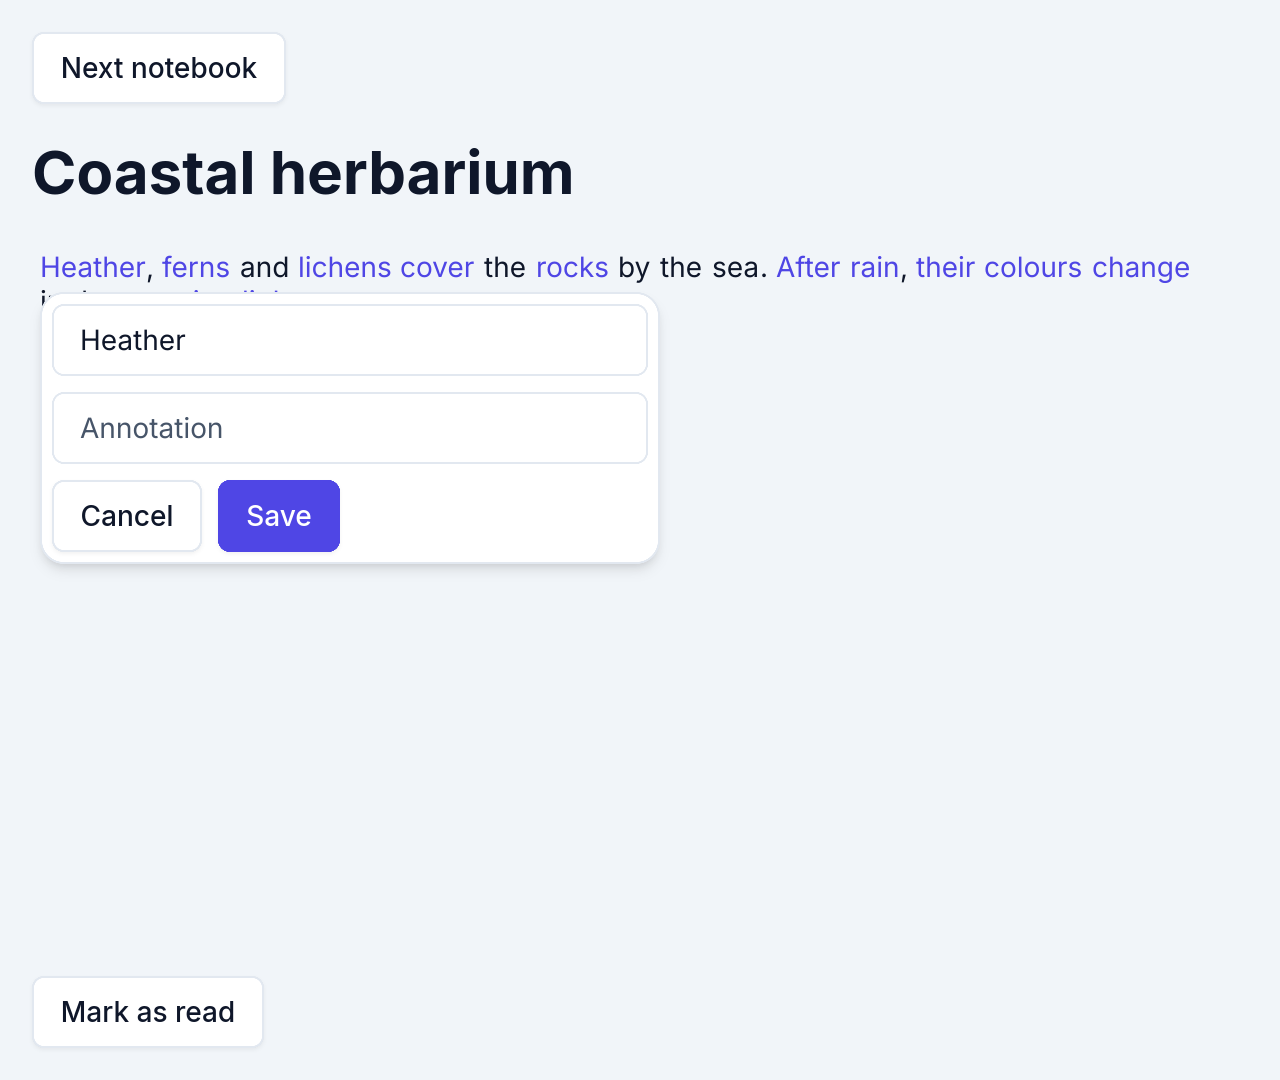 Next notebook
Coastal herbarium
Heather, ferns and lichens cover the rocks by the sea. After rain, their colours change
Heather
Annotation
Cancel Save
Mark as read